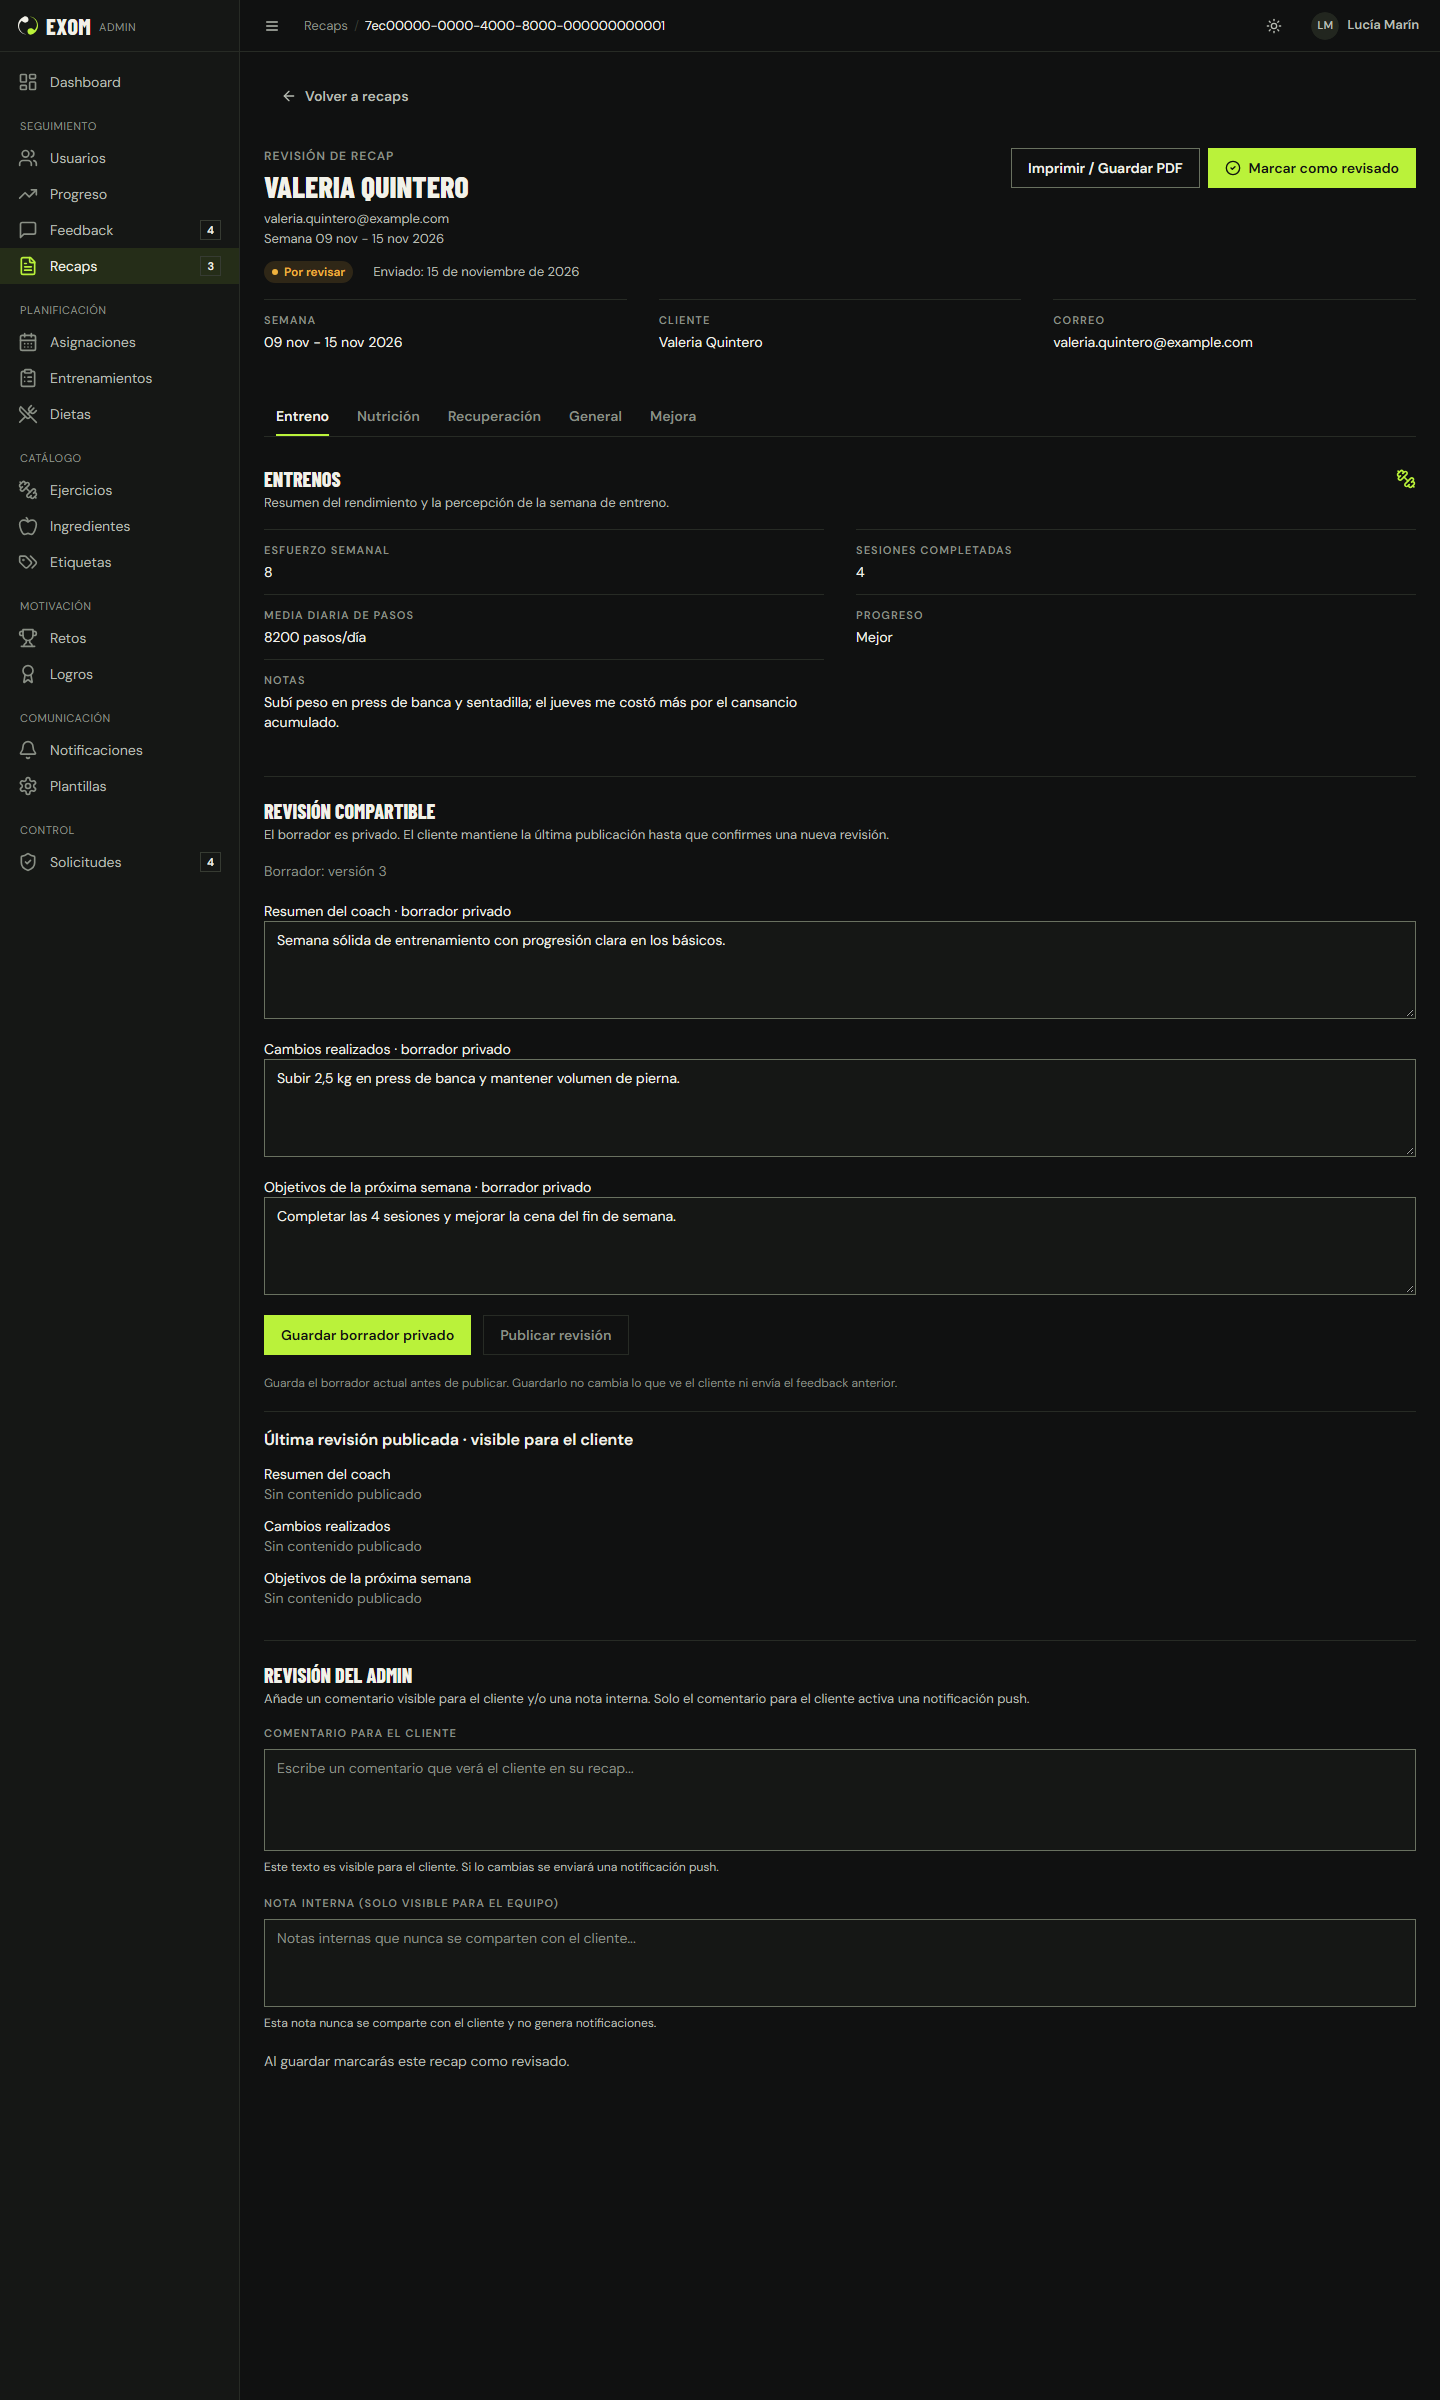 EXOM ADMIN
Recaps / 7ec00000-0000-4000-8000-000000000001
LM Lucía Marín
Dashboard
SEGUIMIENTO
Usuarios
Progreso
Feedback 4
Recaps 3
PLANIFICACIÓN
Asignaciones
Entrenamientos
Dietas
CATÁLOGO
Ejercicios
Ingredientes
Etiquetas
MOTIVACIÓN
Retos
Logros
COMUNICACIÓN
Notificaciones
Plantillas
CONTROL
Solicitudes 4
Volver a recaps
REVISIÓN DE RECAP
VALERIA QUINTERO
valeria.quintero@example.com
Semana 09 nov - 15 nov 2026
Por revisar Enviado: 15 de noviembre de 2026
Imprimir / Guardar PDF
Marcar como revisado
SEMANA
09 nov - 15 nov 2026
CLIENTE
Valeria Quintero
CORREO
valeria.quintero@example.com
Entreno Nutrición Recuperación General Mejora
ENTRENOS
Resumen del rendimiento y la percepción de la semana de entreno.
ESFUERZO SEMANAL
8
SESIONES COMPLETADAS
4
MEDIA DIARIA DE PASOS
8200 pasos/día
PROGRESO
Mejor
NOTAS
Subí peso en press de banca y sentadilla; el jueves me costó más por el cansancio
acumulado.
REVISIÓN COMPARTIBLE
El borrador es privado. El cliente mantiene la última publicación hasta que confirmes una nueva revisión.
Borrador: versión 3
Resumen del coach · borrador privado
Semana sólida de entrenamiento con progresión clara en los básicos.
Cambios realizados · borrador privado
Subir 2,5 kg en press de banca y mantener volumen de pierna.
Objetivos de la próxima semana · borrador privado
Completar las 4 sesiones y mejorar la cena del fin de semana.
Guardar borrador privado
Publicar revisión
Guarda el borrador actual antes de publicar. Guardarlo no cambia lo que ve el cliente ni envía el feedback anterior.
Última revisión publicada · visible para el cliente
Resumen del coach
Sin contenido publicado
Cambios realizados
Sin contenido publicado
Objetivos de la próxima semana
Sin contenido publicado
REVISIÓN DEL ADMIN
Añade un comentario visible para el cliente y/o una nota interna. Solo el comentario para el cliente activa una notificación push.
COMENTARIO PARA EL CLIENTE
Escribe un comentario que verá el cliente en su recap...
Este texto es visible para el cliente. Si lo cambias se enviará una notificación push.
NOTA INTERNA (SOLO VISIBLE PARA EL EQUIPO)
Notas internas que nunca se comparten con el cliente...
Esta nota nunca se comparte con el cliente y no genera notificaciones.
Al guardar marcarás este recap como revisado.